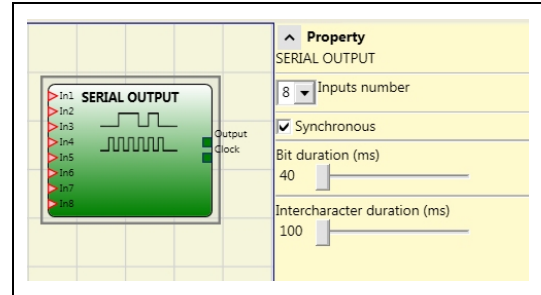 SERIAL OUTPUT
In1
In2
In3
In4
In5
In6
In7
In8
Output
Clock
Property
SERIAL OUTPUT
8 Inputs number
Synchronous
Bit duration (ms)
40
Intercharacter duration (ms)
100